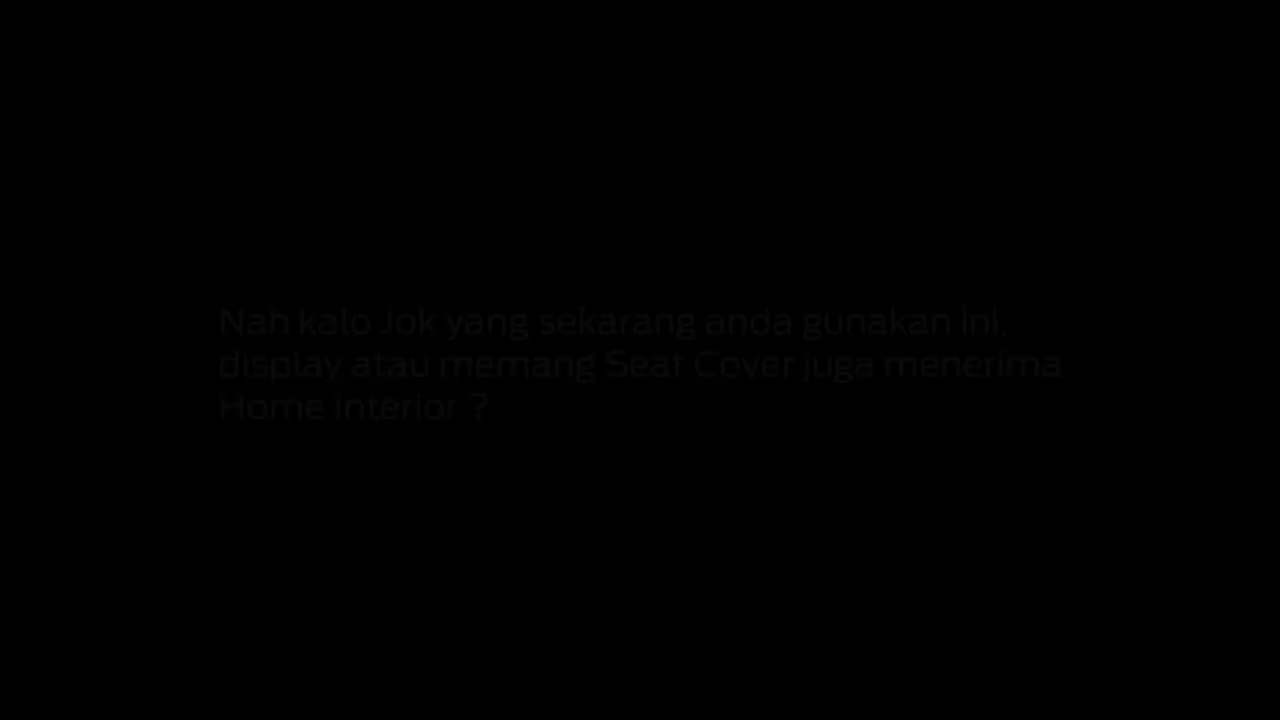 Nah kalo Jok yang sekarang anda gunakan ini,
display atau memang Seat Cover juga menerima
Home Interior ?